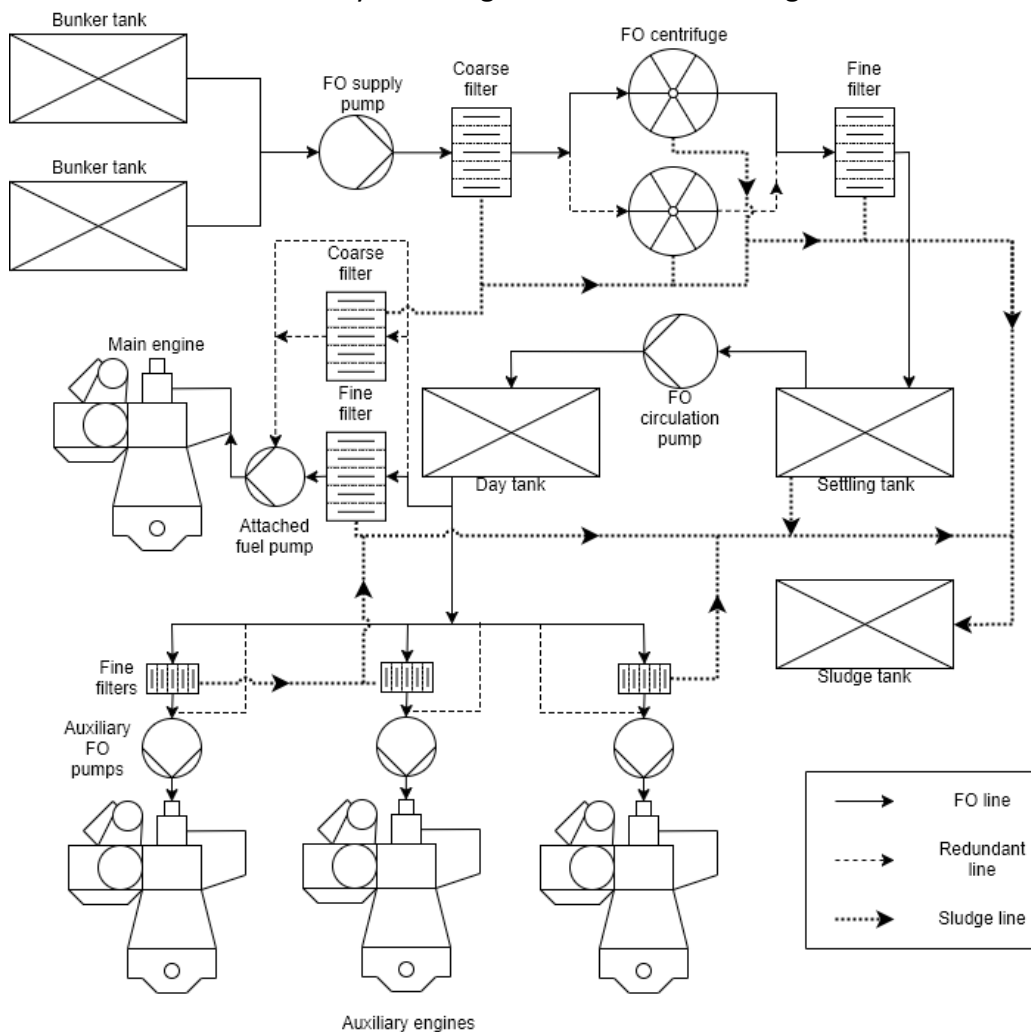 Bunker tank
FO centrifuge
Coarse
filter
Fine
filter
FO supply
pump
Bunker tank
Coarse
filter
Main engine
Fine
filter
FO
circulation
pump
Day tank
Settling tank
Attached
fuel pump
Fine
filters
Sludge tank
Auxiliary
FO
pumps
FO line
Redundant
line
Sludge line
Auxiliary engines